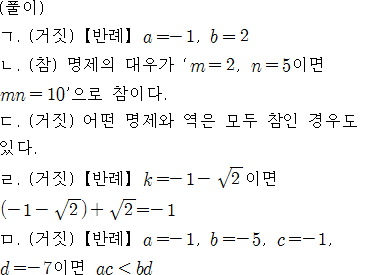 (풀이)
ㄱ. (거짓)【반례】 a=-1, b=2
ㄴ. (참) 명제의 대우가 ‘m=2, n=5이면
mn=10’으로 참이다.
ㄷ. (거짓) 어떤 명제와 역은 모두 참인 경우도
있다.
ㄹ. (거짓)【반례】 k=-1-√2 이면
(-1-√2)+√2=-1
ㅁ. (거짓)【반례】 a=-1, b=-5, c=-1,
d=-7이면 ac<bd